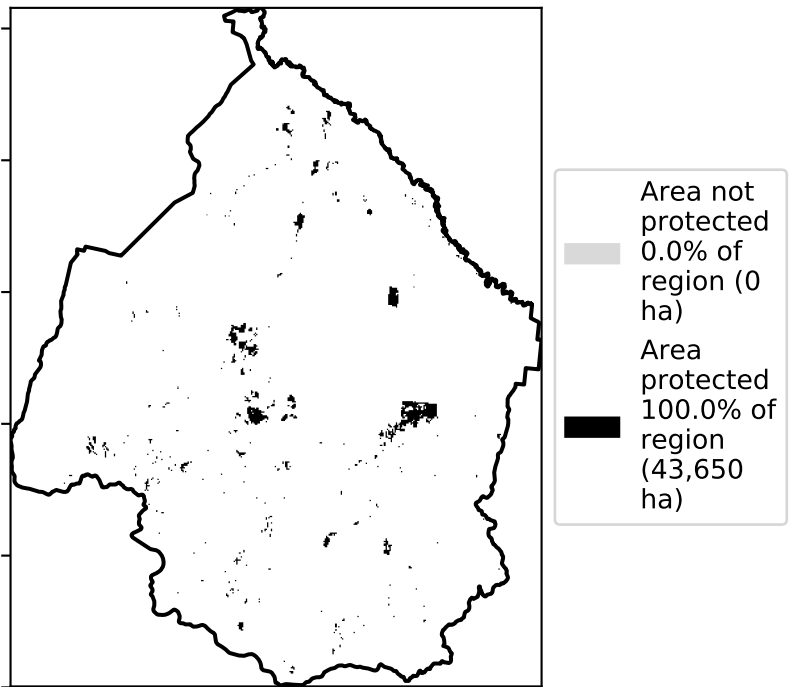 Area not
protected
0.0% of
region (0
ha)
Area
protected
100.0% of
region
(43,650
ha)